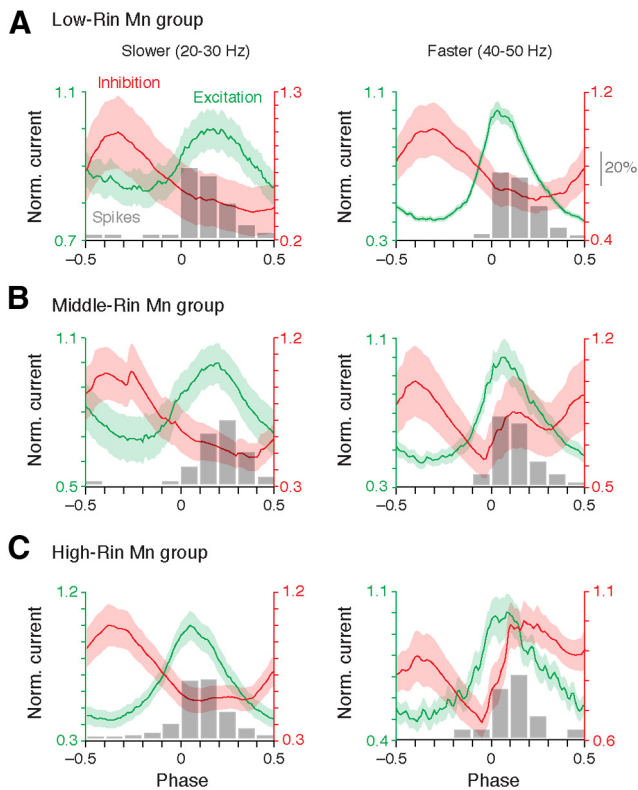 A Low-Rin Mn group
Slower (20-30 Hz) Faster (40-50 Hz)
Inhibition
Excitation
Spikes
Norm. current
1.1
0.7
1.3
0.2
−0.5 0 0.5
Norm. current
1.1
0.3
1.2
0.4
20%
−0.5 0 0.5
B Middle-Rin Mn group
Norm. current
1.1
0.5
1.2
0.3
−0.5 0 0.5
Norm. current
1.1
0.3
1.2
0.5
−0.5 0 0.5
C High-Rin Mn group
Norm. current
1.2
0.3
1.2
0.3
−0.5 0 0.5
Phase
Norm. current
1.1
0.4
1.1
0.6
−0.5 0 0.5
Phase